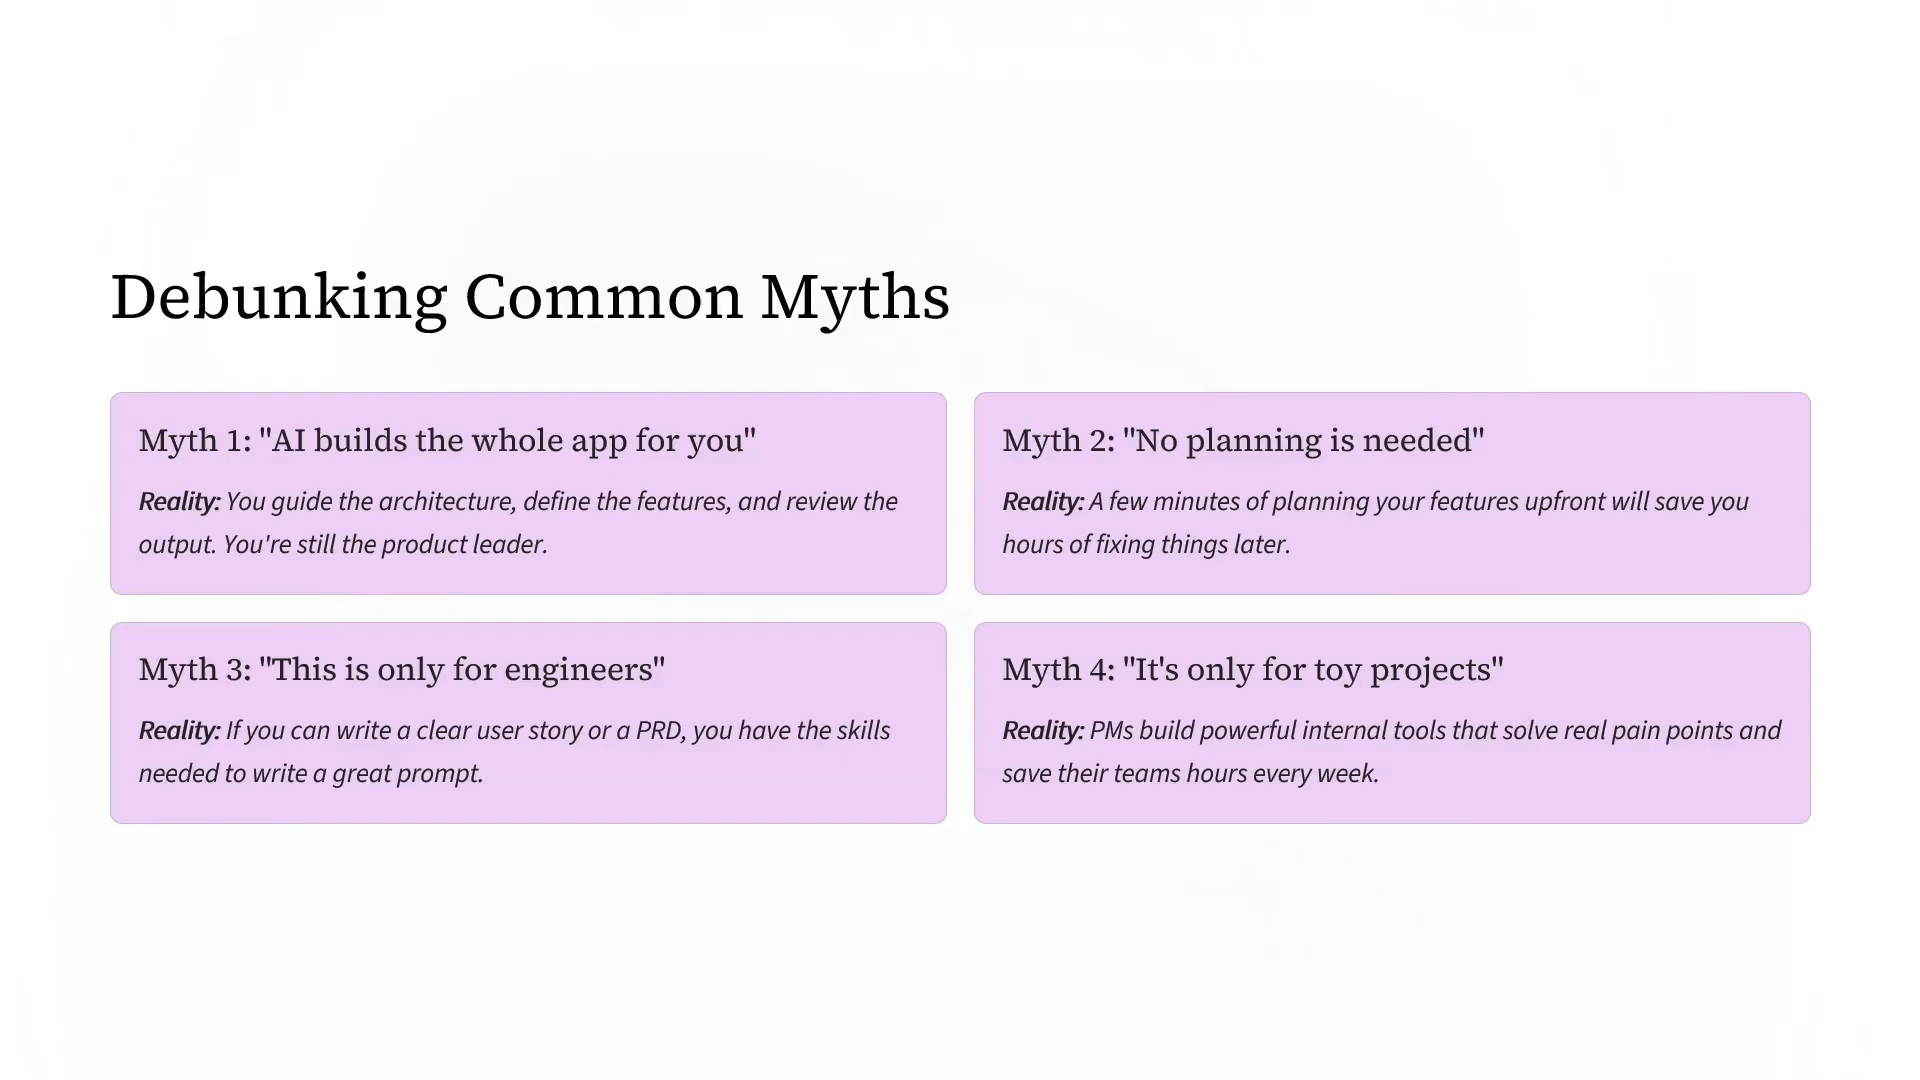 Debunking Common Myths
Myth 1: "AI builds the whole app for you"
Reality: You guide the architecture, define the features, and review the
output. You're still the product leader.
Myth 2: "No planning is needed"
Reality: A few minutes of planning your features upfront will save you
hours of fixing things later.
Myth 3: "This is only for engineers"
Reality: If you can write a clear user story or a PRD, you have the skills
needed to write a great prompt.
Myth 4: "It's only for toy projects"
Reality: PMs build powerful internal tools that solve real pain points and
save their teams hours every week.